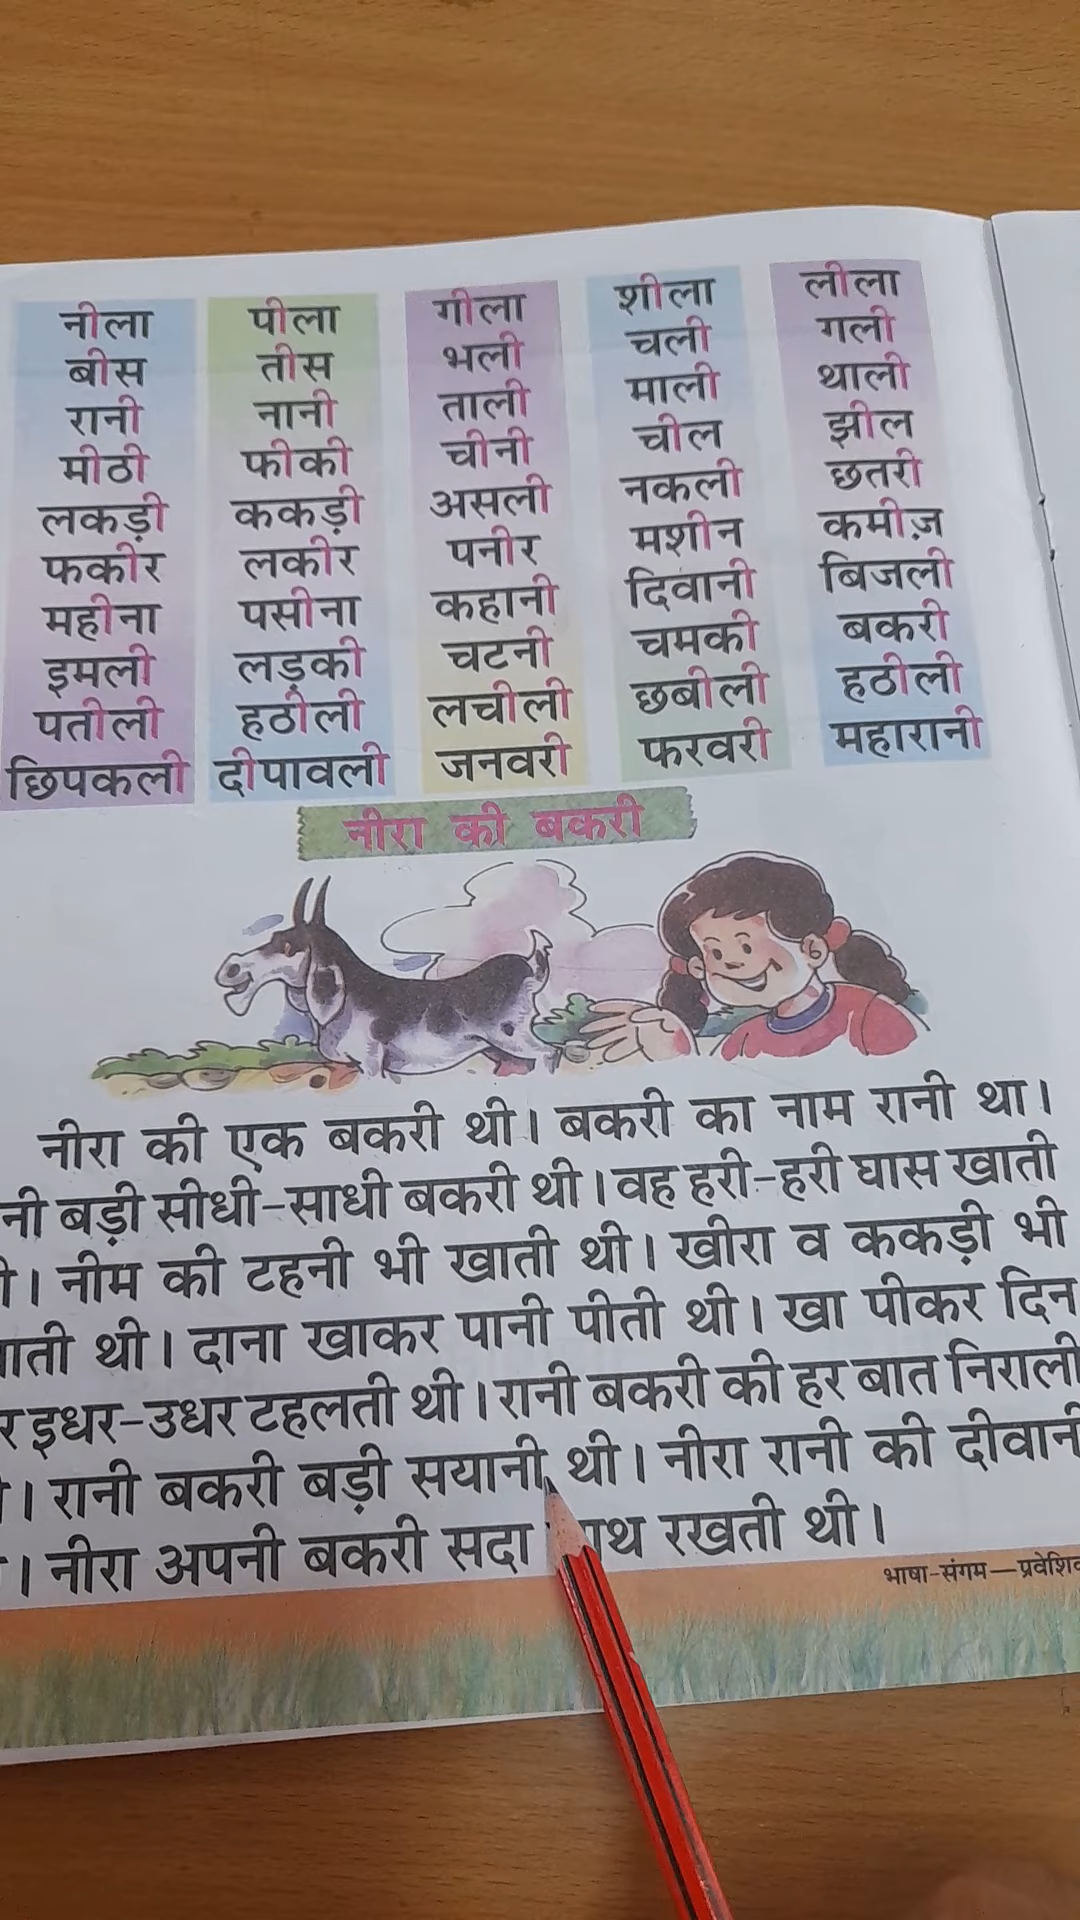 नीला पीला गीला शीला लीला
बीस तीस भली चली गली
रानी नानी ताली माली थाली
मीठी फीकी चीनी चील झील
लकड़ी ककड़ी असली नकली छतरी
फकीर लकीर पनीर मशीन कमीज़
महीना पसीना कहानी दिवानी बिजली
इमली लड़की चटनी चमकी बकरी
पतीली हठीली लचीली छबीली हठीली
छिपकली दीपावली जनवरी फरवरी महारानी
नीरा की बकरी
नीरा की एक बकरी थी। बकरी का नाम रानी था।
नी बड़ी सीधी-साधी बकरी थी। वह हरी-हरी घास खाती
। नीम की टहनी भी खाती थी। खीरा व ककड़ी भी
ाती थी। दाना खाकर पानी पीती थी। खा पीकर दिन
र इधर-उधर टहलती थी। रानी बकरी की हर बात निराली
। रानी बकरी बड़ी सयानी थी। नीरा रानी की दीवानी
। नीरा अपनी बकरी सदा ाथ रखती थी।
भाषा-संगम—प्रवेशि